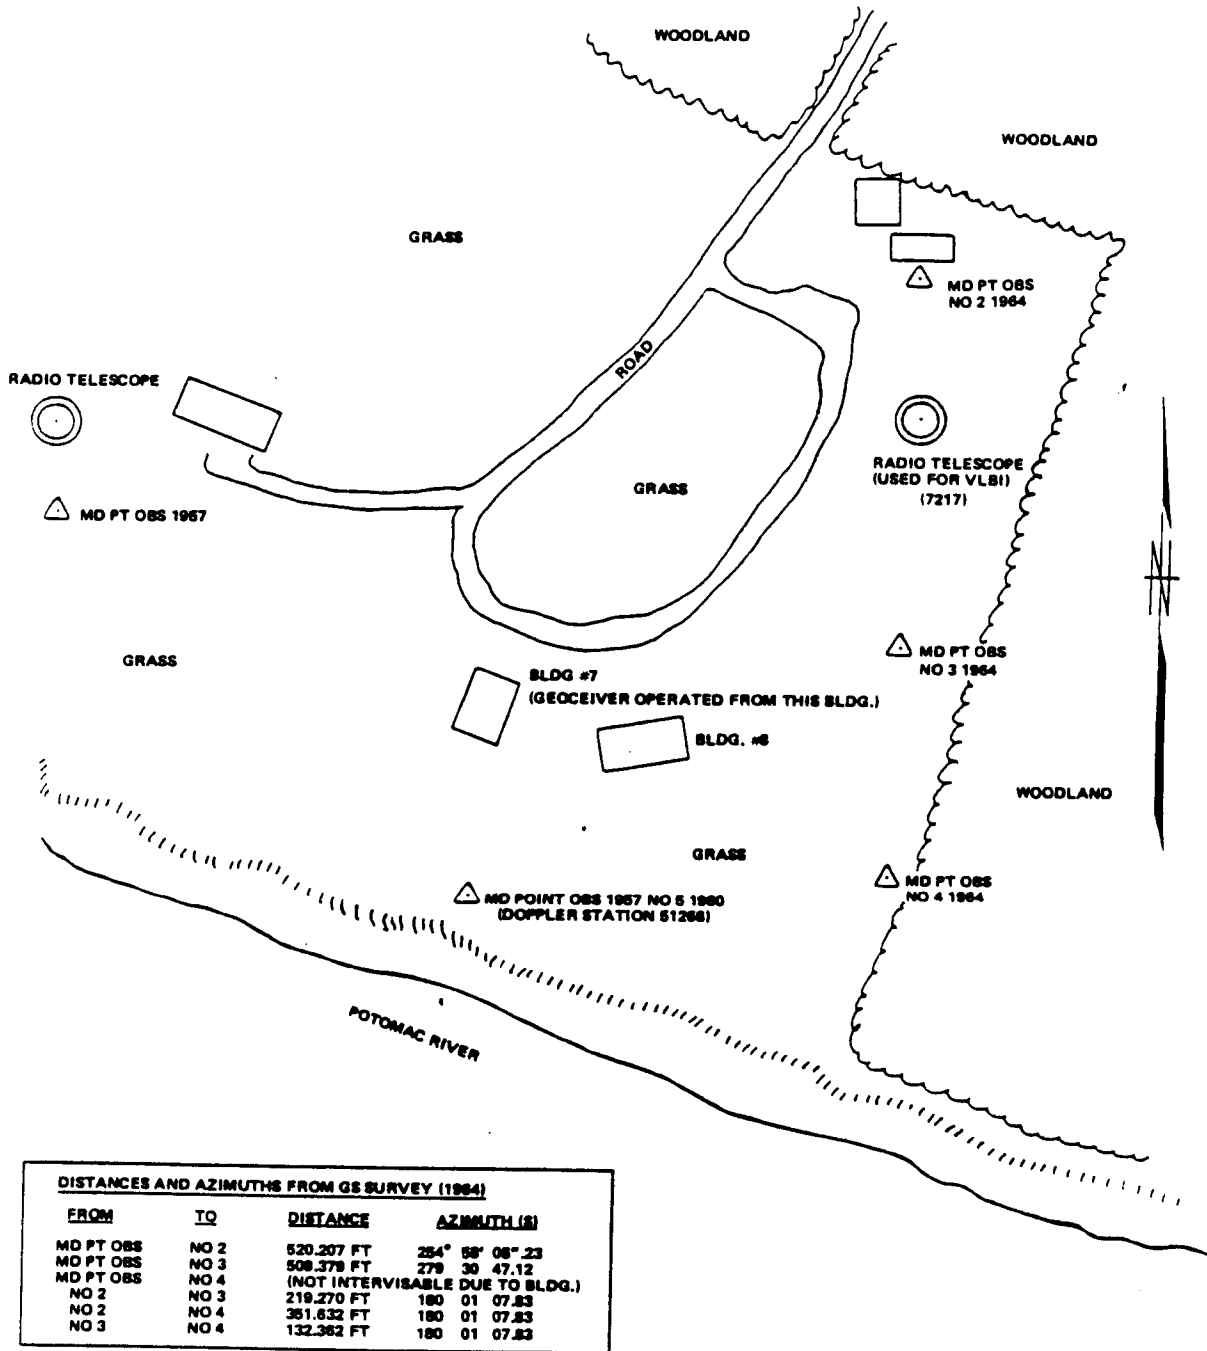 WOODLAND
WOODLAND
GRASS
MD PT OBS
NO 2 1964
ROAD
RADIO TELESCOPE
RADIO TELESCOPE
(USED FOR VLBI)
(7217)
GRASS
MD PT OBS 1957
N
MD PT OBS
NO 3 1964
GRASS
BLDG #7
(GEOCEIVER OPERATED FROM THIS BLDG.)
BLDG.
WOODLAND
GRASS
MD PT OBS
NO 4 1964
MD POINT OBS 1957 NO 5 1980
(DOPPLER STATION 51268)
POTOMAC RIVER
DISTANCES AND AZIMUTHS FROM GS SURVEY (1964)
FROM TO DISTANCE AZIMUTH (S)
MD PT OBS NO 2 520.207 FT 254° 58' 08".23
MD PT OBS NO 3 508.379 FT 279 30 47.12
MD PT OBS NO 4 (NOT INTERVISABLE DUE TO BLDG.)
NO 2 NO 3 219.270 FT 180 01 07.83
NO 2 NO 4 351.632 FT 180 01 07.83
NO 3 NO 4 132.362 FT 180 01 07.83